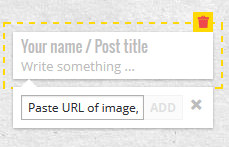 Your name / Post title
Write something ...
Paste URL of image, ADD